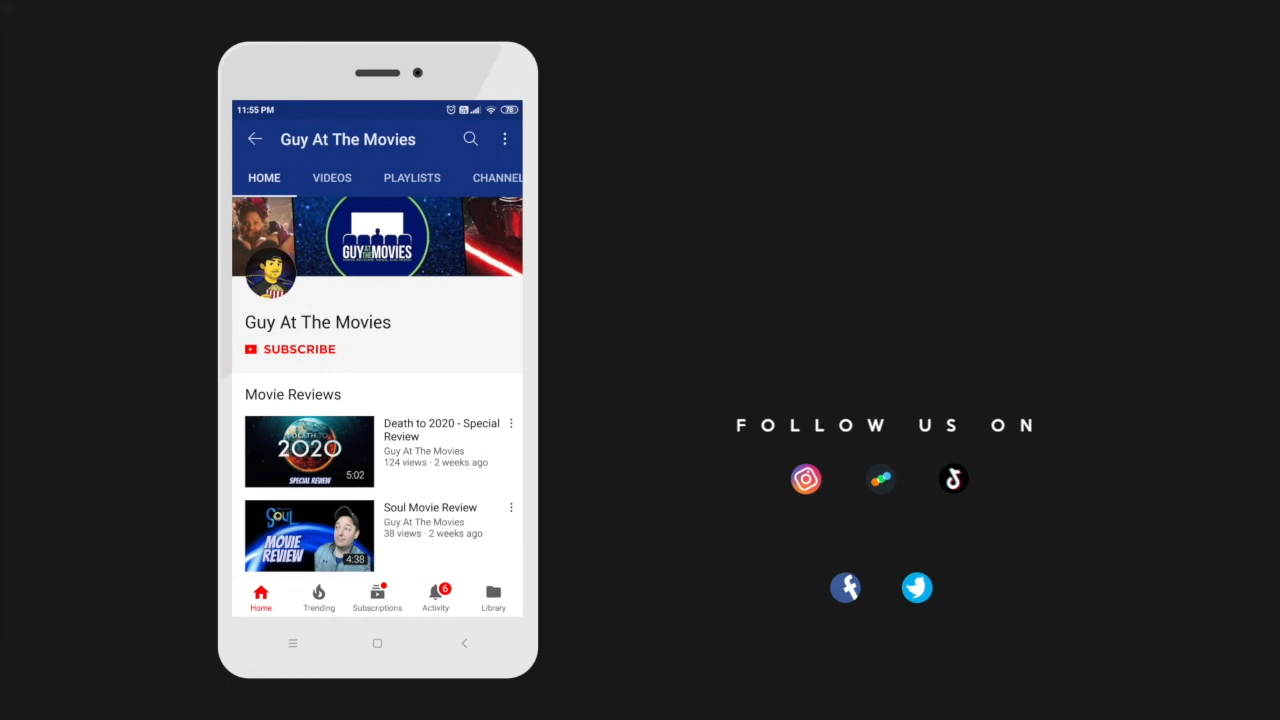 11:55 PM
78
Guy At The Movies
HOME VIDEOS PLAYLISTS CHANNEL
GUY AT THE MOVIES
Guy At The Movies
SUBSCRIBE
Movie Reviews
DEATH TO
2020
SPECIAL REVIEW
5:02
Death to 2020 - Special
Review
Guy At The Movies
124 views · 2 weeks ago
SOUL
MOVIE
REVIEW
4:38
Soul Movie Review
Guy At The Movies
38 views · 2 weeks ago
6
Home Trending Subscriptions Activity Library
FOLLOW US ON